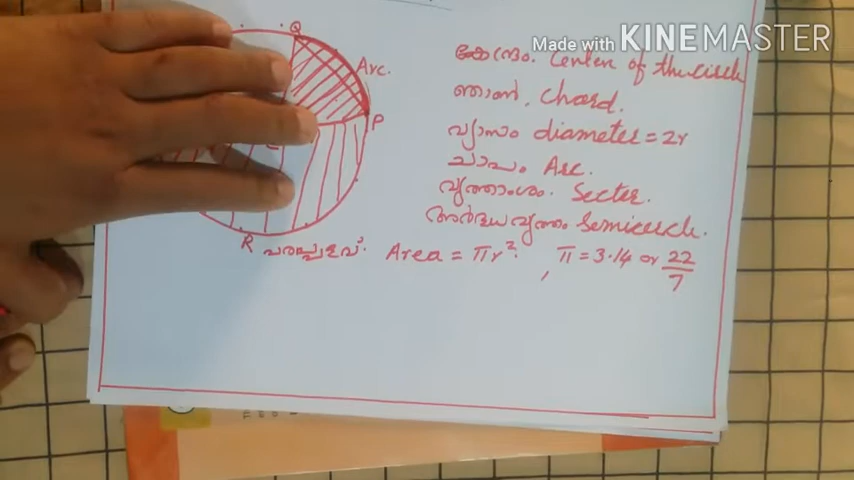 Made with KINEMASTER
Q
Arc.
P
R
കേന്ദ്രം. Center of the circle
ഞാൺ. Chord.
വ്യാസം diameter = 2r
ചാപം. Arc.
വൃത്താംശം. Secter.
അർദ്ധവൃത്തം Semicircle.
പരപ്പളവ്. Area = πr². , π = 3.14 or 22/7